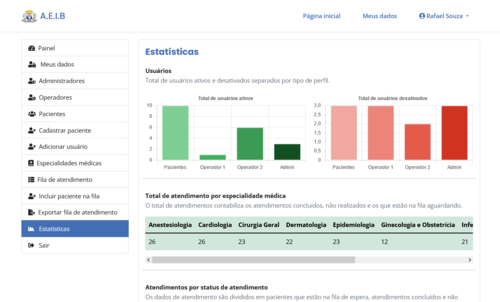 A.E.I.B
Página inicial
Meus dados
Rafael Souza
Painel
Meus dados
Administradores
Operadores
Pacientes
Cadastrar paciente
Adicionar usuário
Especialidades médicas
Fila de atendimento
Incluir paciente na fila
Exportar fila de atendimento
Estatísticas
Sair
Estatísticas
Usuários
Total de usuários ativos e desativados separados por tipo de perfil.
Total de usuários ativos
10
8
6
4
2
0
Pacientes Operador 1 Operador 2 Admin
Total de usuários desativados
3,0
2,5
2,0
1,5
1,0
0,5
0
Pacientes Operador 1 Operador 2 Admin
Total de atendimento por especialidade médica
O total de atendimentos contabiliza os atendimentos concluídos, não realizados e os que estão na fila aguardando.
Anestesiologia Cardiologia Cirurgia Geral Dermatologia Epidemiologia Ginecologia e Obstetrícia Infe
26 26 23 22 23 12 21
Atendimentos por status de atendimento
Os dados de atendimento são divididos em pacientes que estão na fila de espera, atendimentos concluídos e não